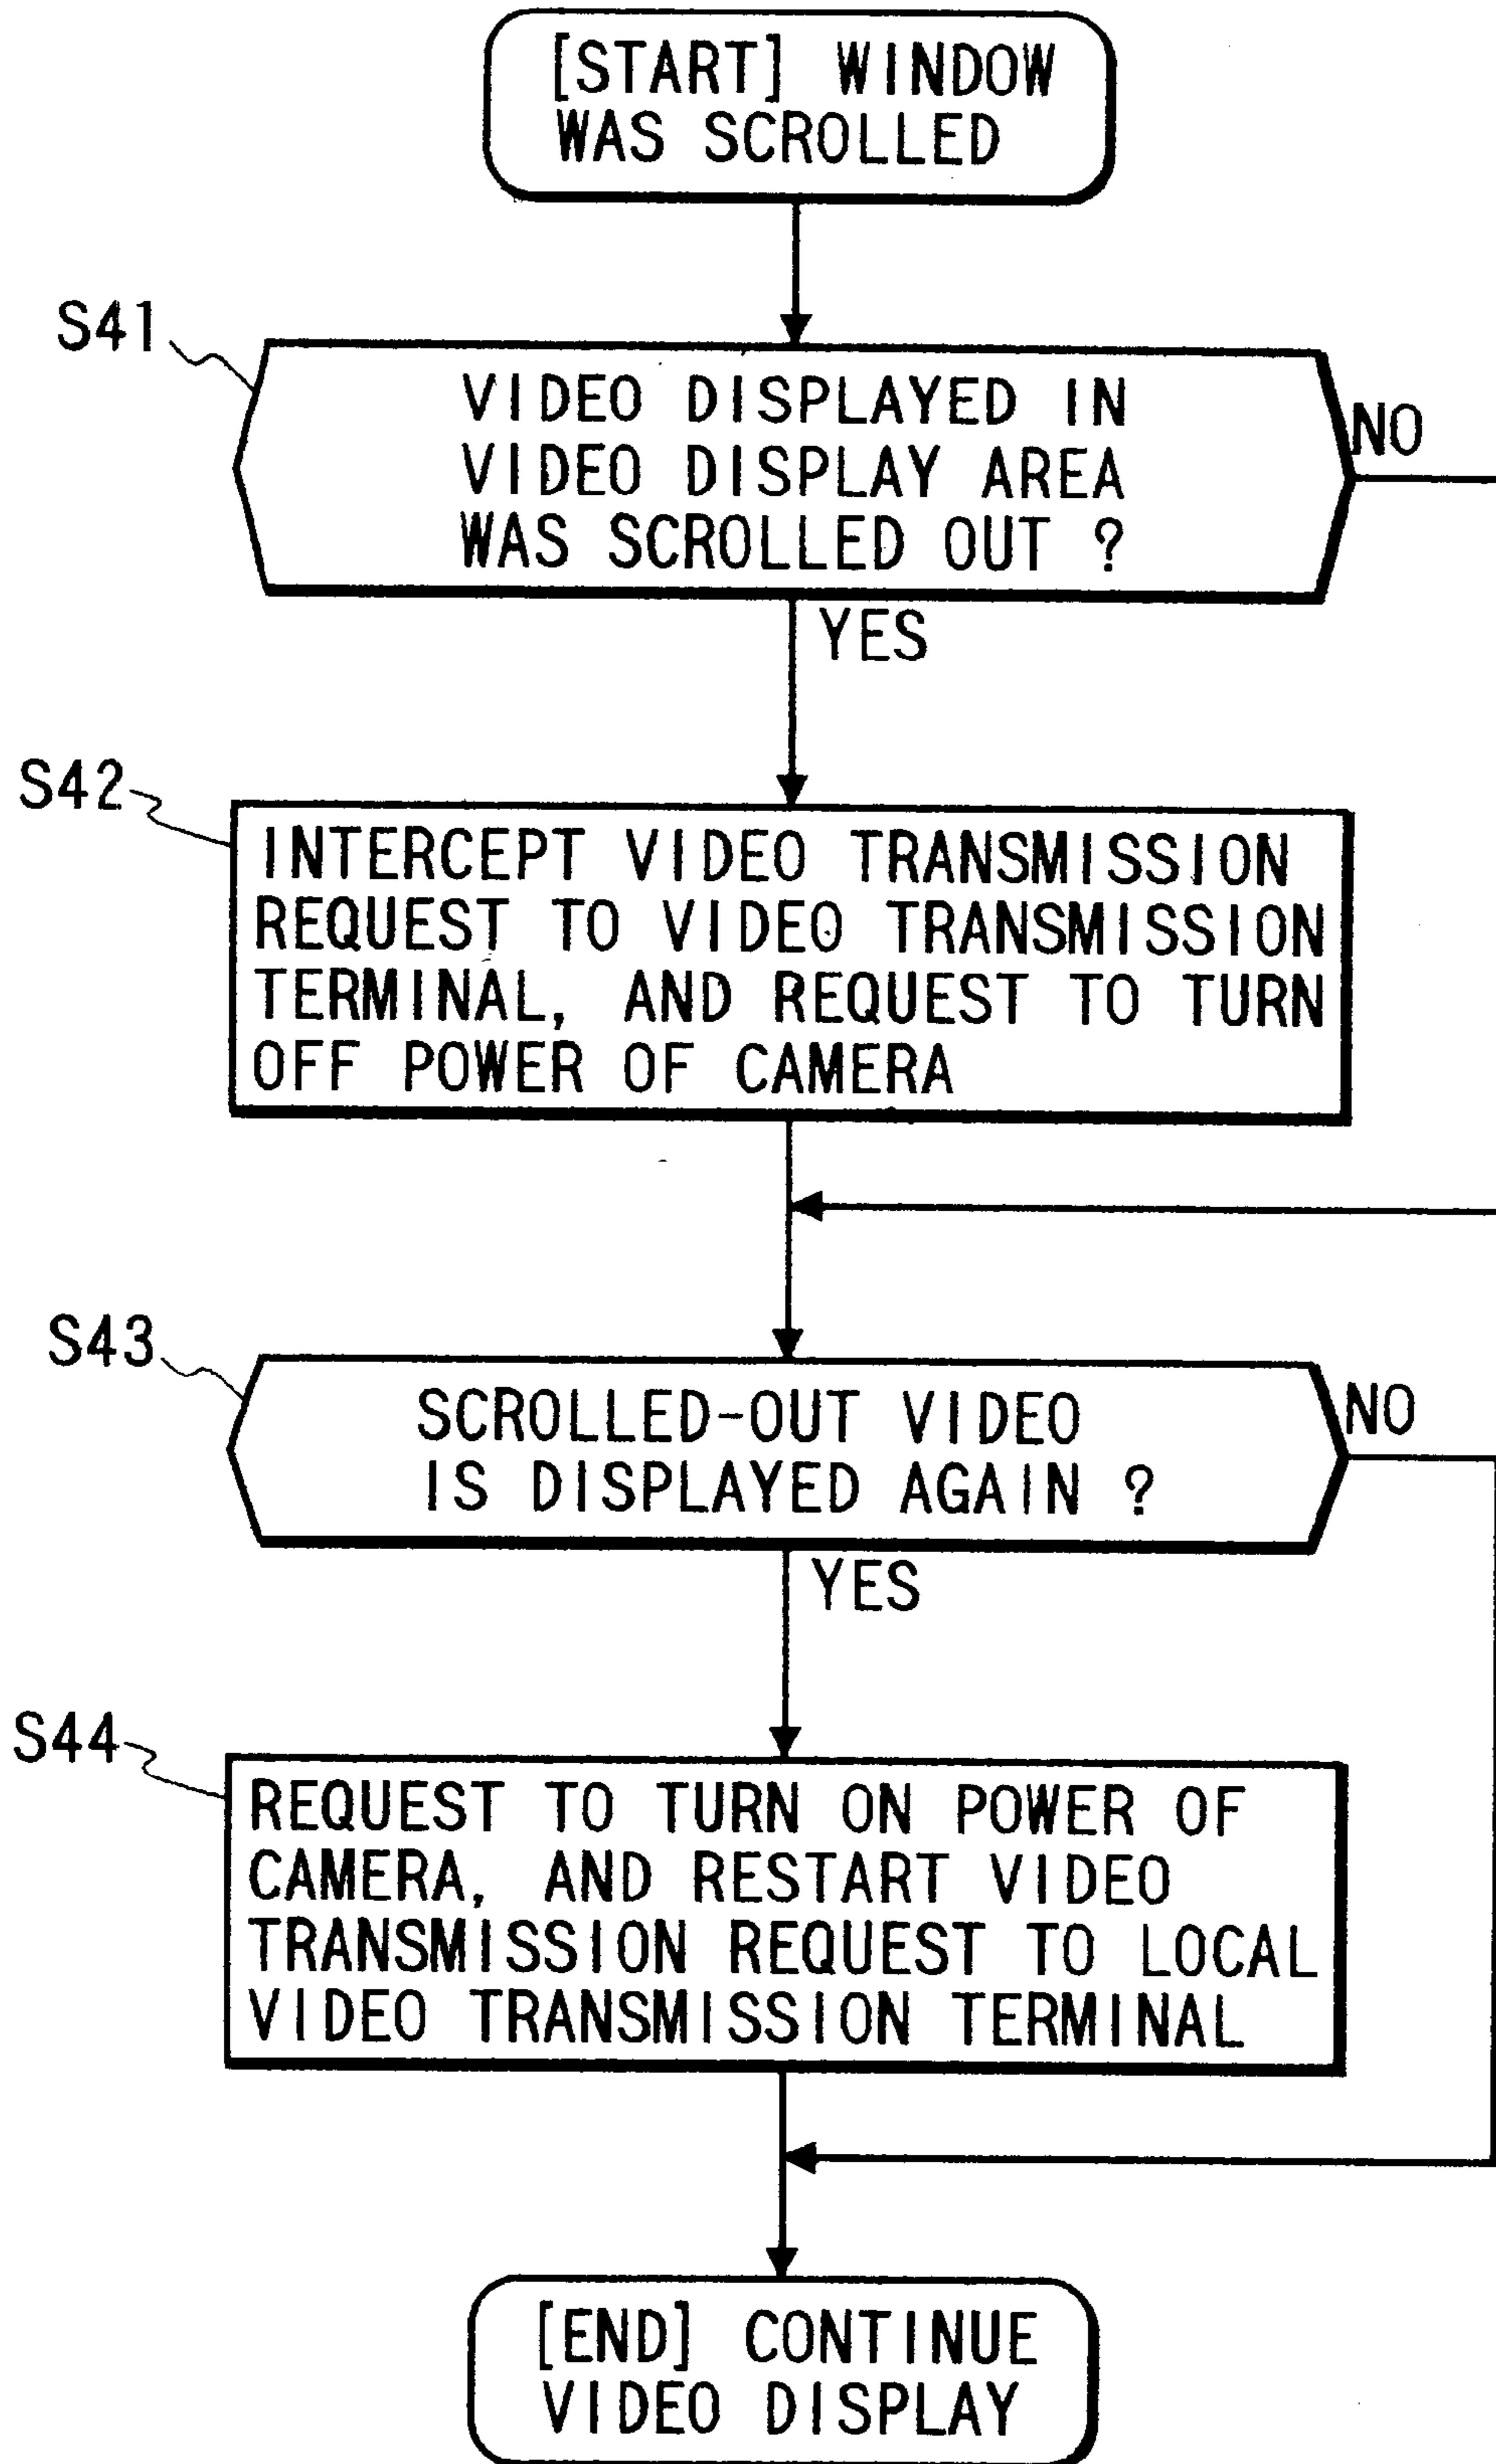 [START] WINDOW
WAS SCROLLED
S41
VIDEO DISPLAYED IN
VIDEO DISPLAY AREA
WAS SCROLLED OUT ?
NO
YES
S42
INTERCEPT VIDEO TRANSMISSION
REQUEST TO VIDEO TRANSMISSION
TERMINAL, AND REQUEST TO TURN
OFF POWER OF CAMERA
S43
SCROLLED-OUT VIDEO
IS DISPLAYED AGAIN ?
NO
YES
S44
REQUEST TO TURN ON POWER OF
CAMERA, AND RESTART VIDEO
TRANSMISSION REQUEST TO LOCAL
VIDEO TRANSMISSION TERMINAL
[END] CONTINUE
VIDEO DISPLAY